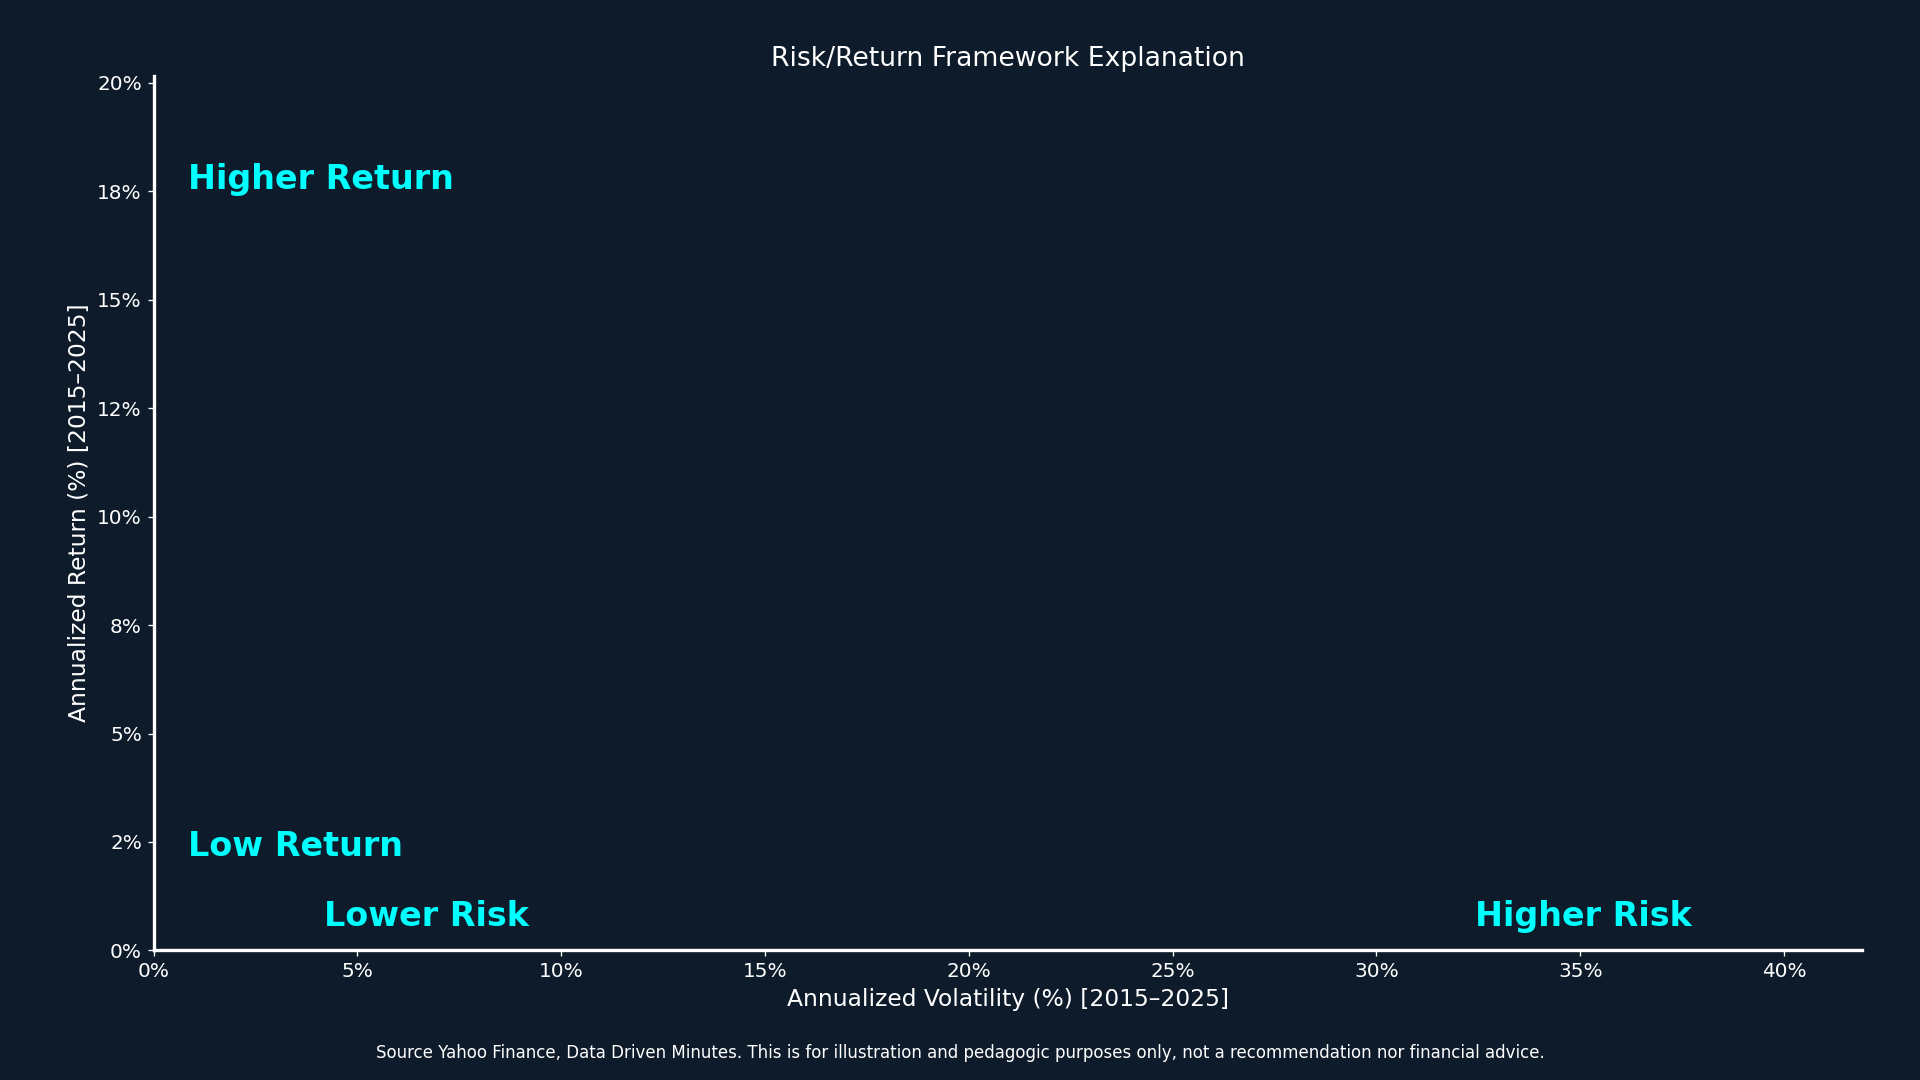 Risk/Return Framework Explanation
20%
Higher Return
18%
15%
12%
10%
8%
5%
2%
0%
Annualized Return (%) [2015–2025]
Low Return
Lower Risk
Higher Risk
0%
5%
10%
15%
20%
25%
30%
35%
40%
Annualized Volatility (%) [2015–2025]
Source Yahoo Finance, Data Driven Minutes. This is for illustration and pedagogic purposes only, not a recommendation nor financial advice.